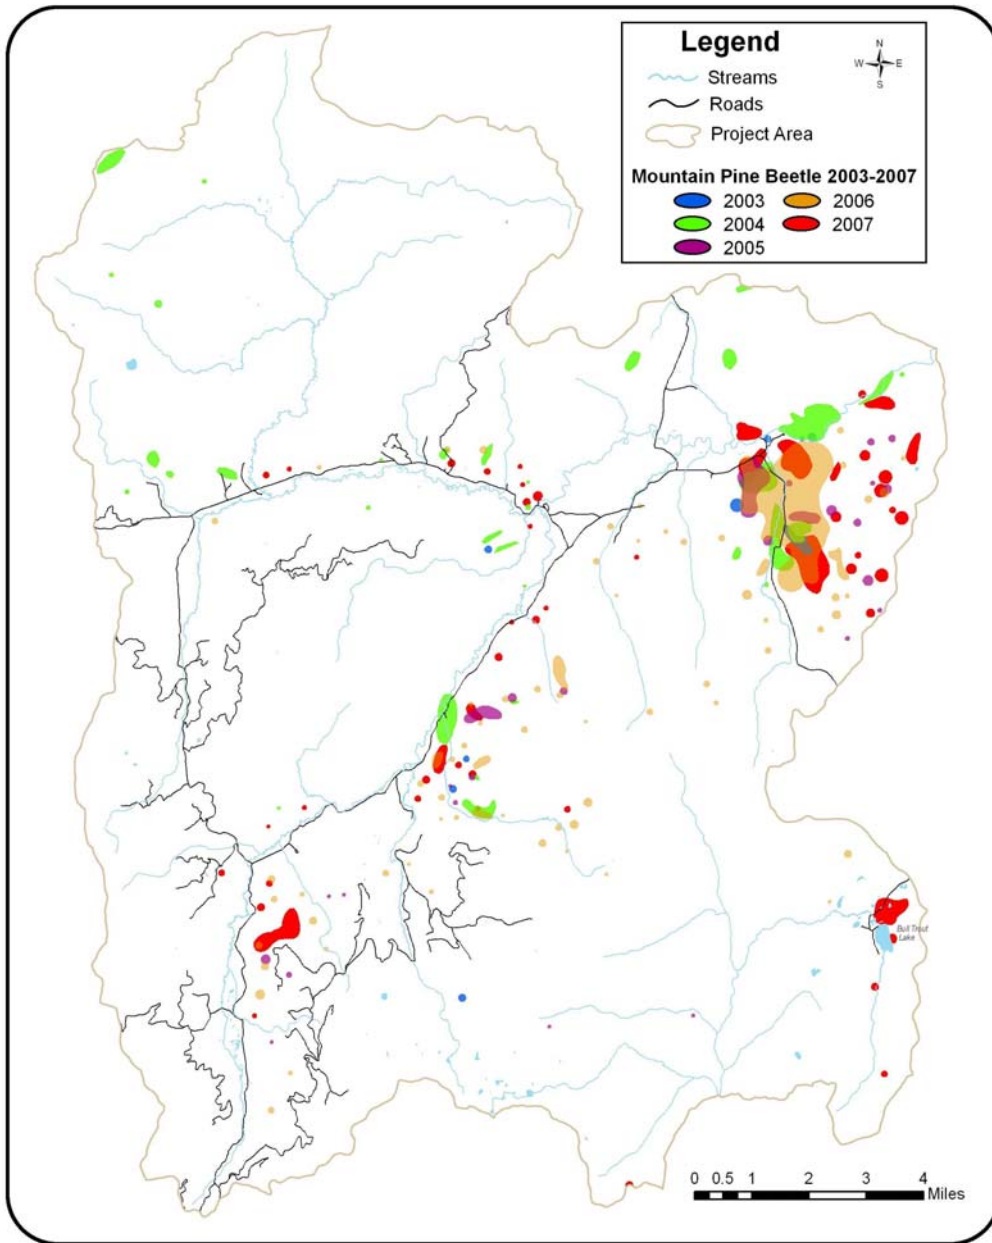 Legend
N
W E
S
Streams
Roads
Project Area
Mountain Pine Beetle 2003-2007
2003 2006
2004 2007
2005
Bull Trout
Lake
0 0.5 1 2 3 4
Miles